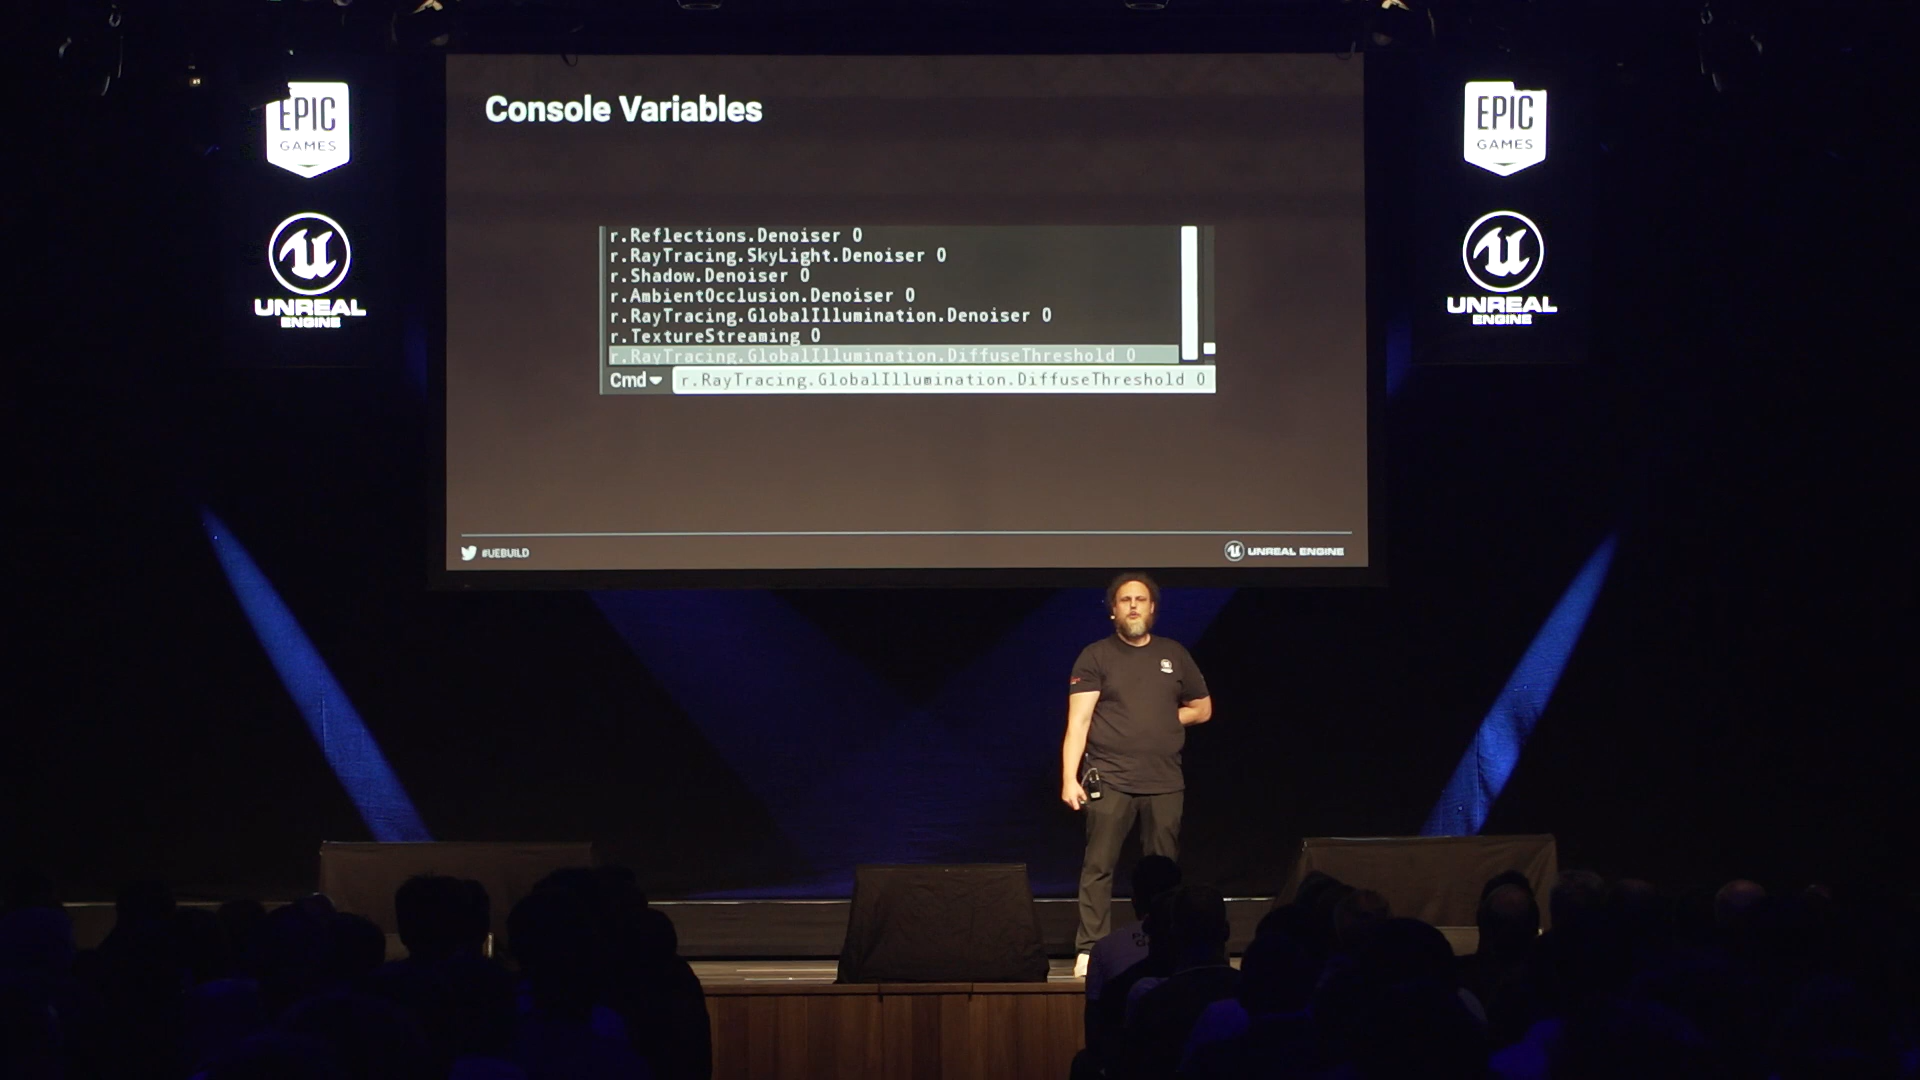 Console Variables
r.Reflections.Denoiser 0
r.RayTracing.SkyLight.Denoiser 0
r.Shadow.Denoiser 0
r.AmbientOcclusion.Denoiser 0
r.RayTracing.GlobalIllumination.Denoiser 0
r.TextureStreaming 0
r.RayTracing.GlobalIllumination.DiffuseThreshold 0
Cmd r.RayTracing.GlobalIllumination.DiffuseThreshold 0
#UEBUILD
UNREAL ENGINE
EPIC
GAMES
UNREAL
ENGINE
EPIC
GAMES
UNREAL
ENGINE